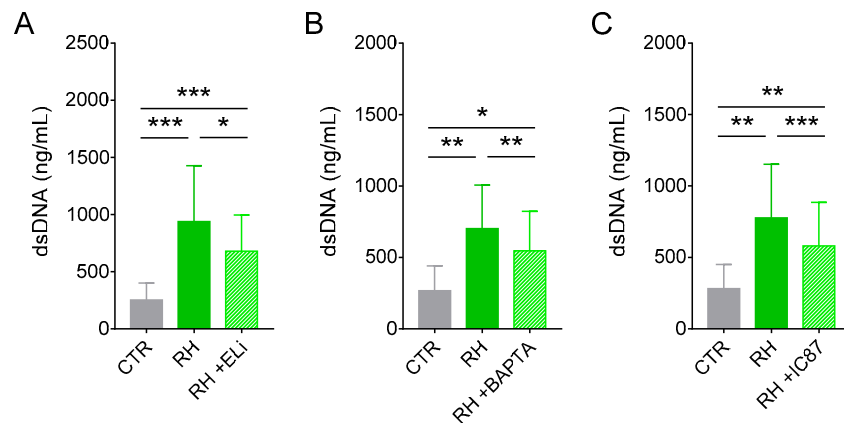 A
dsDNA (ng/mL)
2500
2000
1500
1000
500
0
***
***
*
CTR
RH
RH +ELi
B
dsDNA (ng/mL)
2000
1500
1000
500
0
*
**
**
CTR
RH
RH +BAPTA
C
dsDNA (ng/mL)
2000
1500
1000
500
0
**
**
***
CTR
RH
RH +IC87